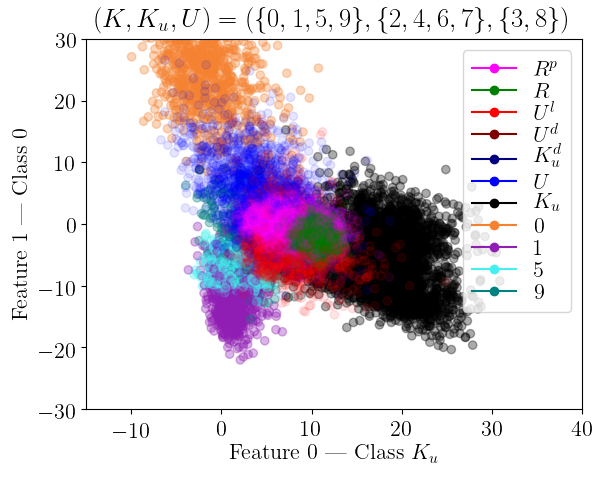 (K, K_u, U) = ({0, 1, 5, 9}, {2, 4, 6, 7}, {3, 8})
30
20
10
0
−10
−20
−30
Feature 1 — Class 0
R^p
R
U^l
U^d
K_u^d
U
K_u
0
1
5
9
−10
0
10
20
30
40
Feature 0 — Class K_u